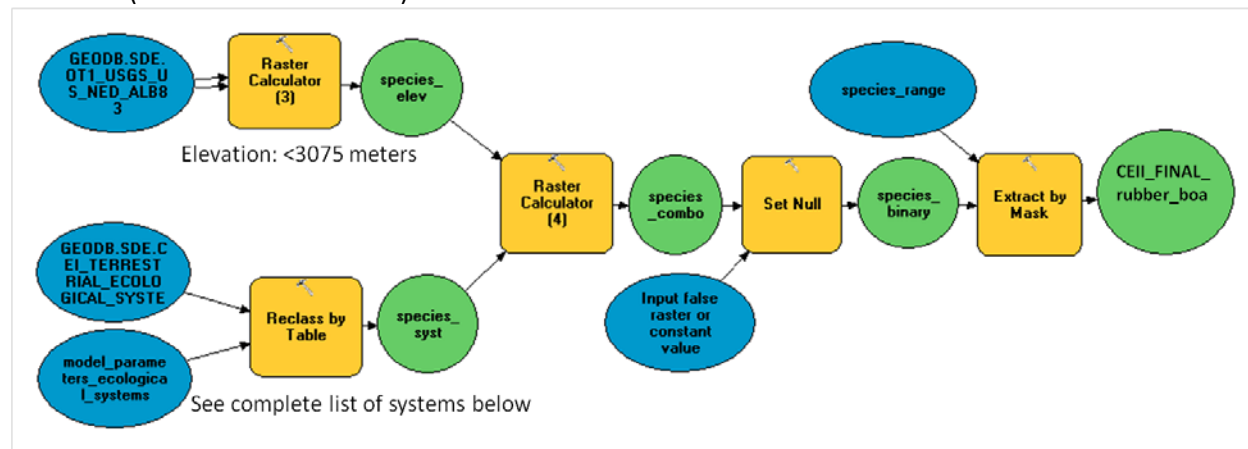 GEODB.SDE.
OT1_USGS_U
S_NED_ALB8
3
Raster
Calculator
(3)
species_
elev
Elevation: <3075 meters
species_range
Raster
Calculator
(4)
species
_combo
Set Null
species_
binary
Extract by
Mask
CEII_FINAL_
rubber_boa
GEODB.SDE.C
EI_TERREST
RIAL_ECOLO
GICAL_SYSTE
Reclass by
Table
species_
syst
Input false
raster or
constant
value
model_parame
ters_ecologica
l_systems
See complete list of systems below